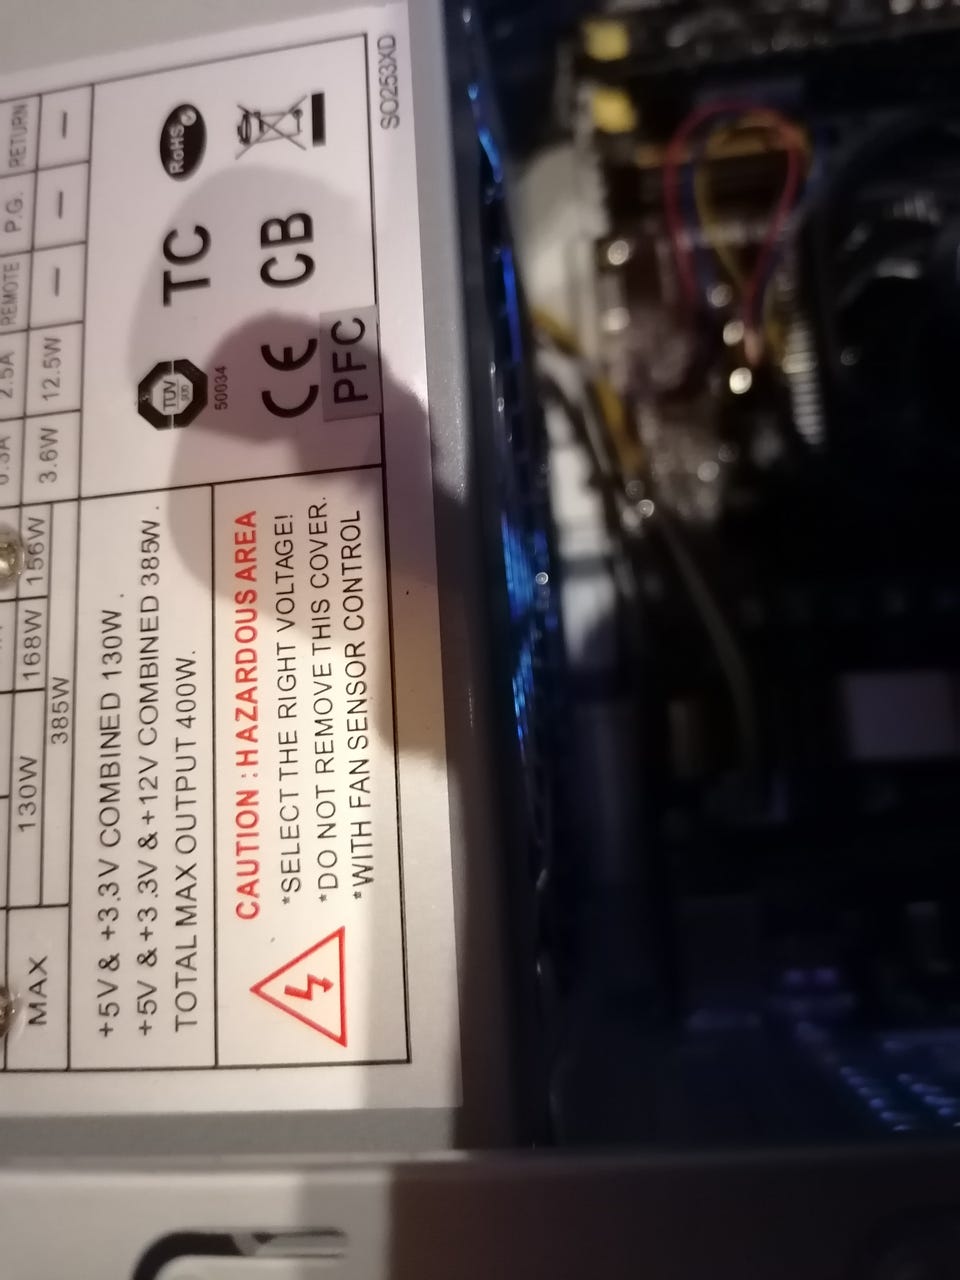 2.5A REMOTE P.G. RETURN
MAX 130W 168W 156W 3.6W 12.5W — — —
385W
+5V & +3.3V COMBINED 130W .
+5V & +3.3V & +12V COMBINED 385W .
TOTAL MAX OUTPUT 400W.
CAUTION : HAZARDOUS AREA
*SELECT THE RIGHT VOLTAGE!
*DO NOT REMOVE THIS COVER.
*WITH FAN SENSOR CONTROL
TÜV
50034
TC
RoHS
CE CB
PFC
SO253XD